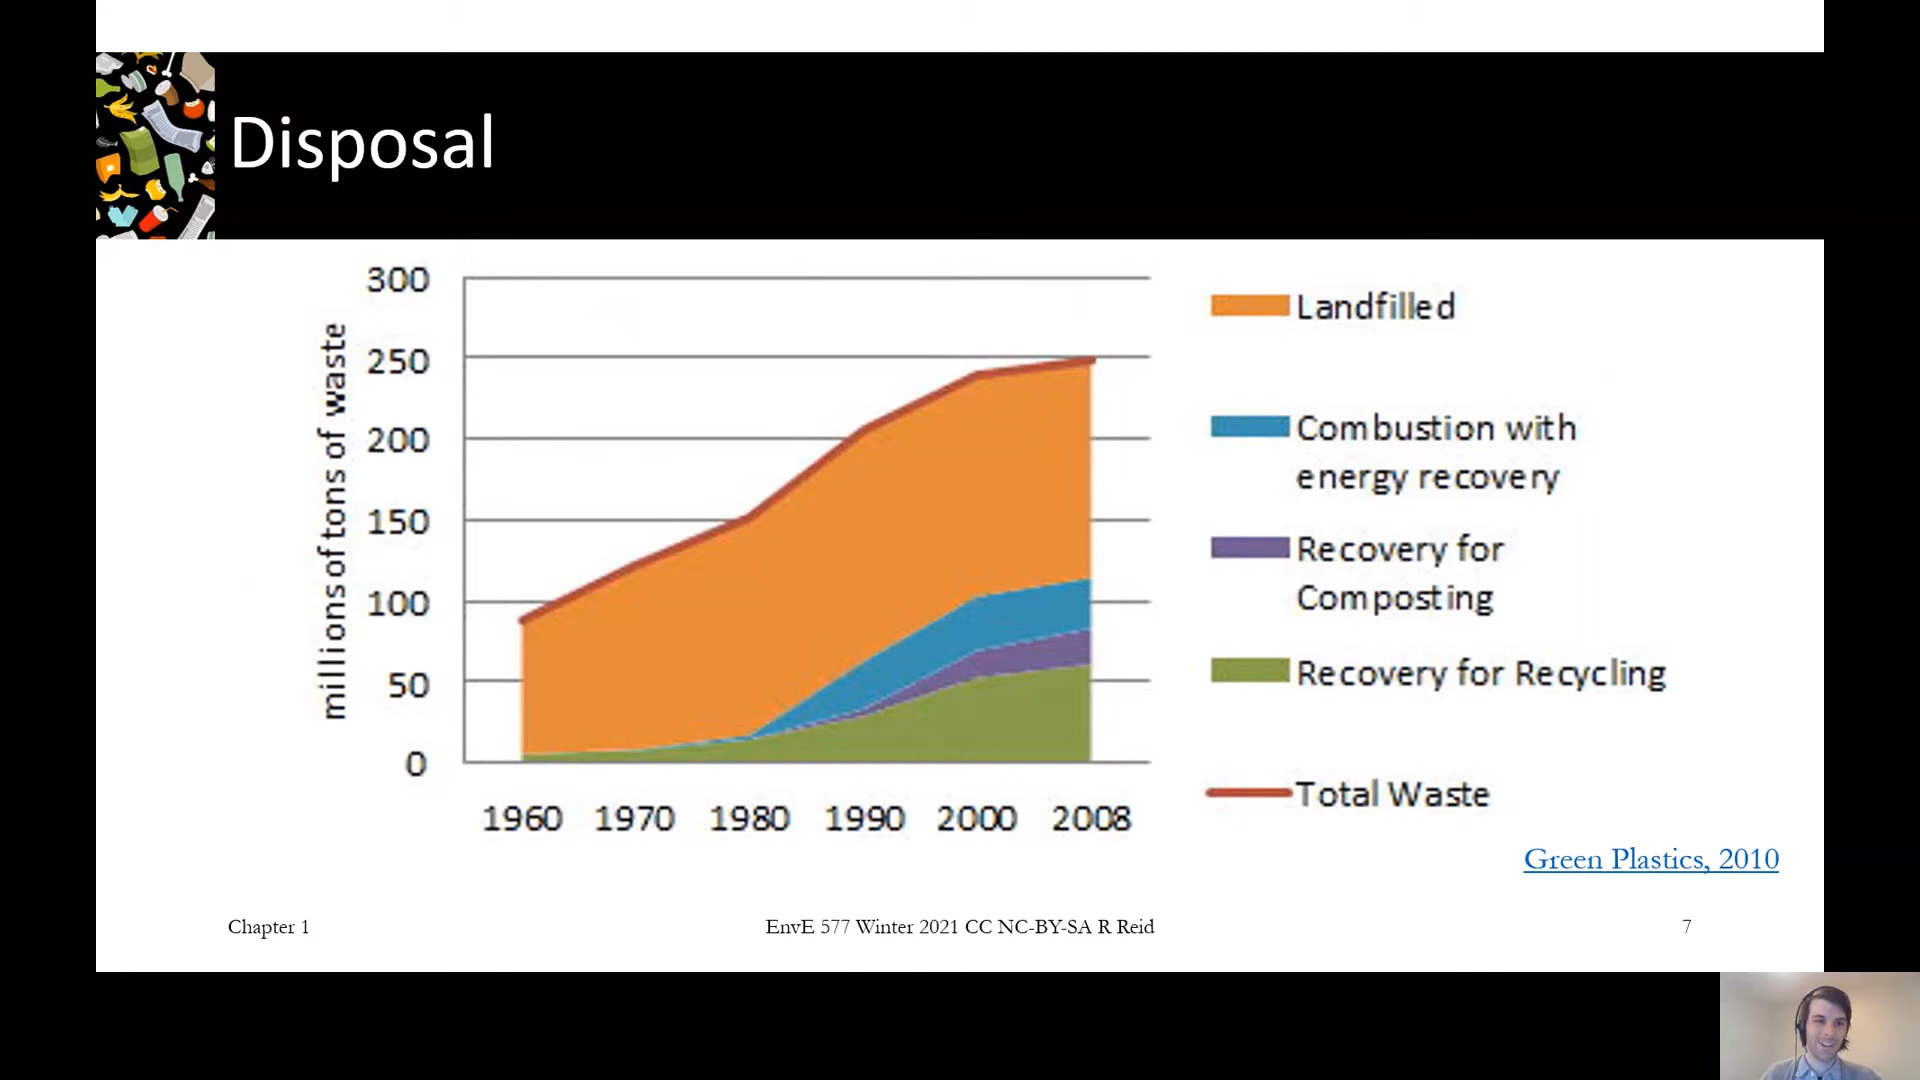 Disposal
300
250
200
150
100
50
0
millions of tons of waste
1960 1970 1980 1990 2000 2008
Landfilled
Combustion with
energy recovery
Recovery for
Composting
Recovery for Recycling
Total Waste
Green Plastics, 2010
Chapter 1
EnvE 577 Winter 2021 CC NC-BY-SA R Reid
7